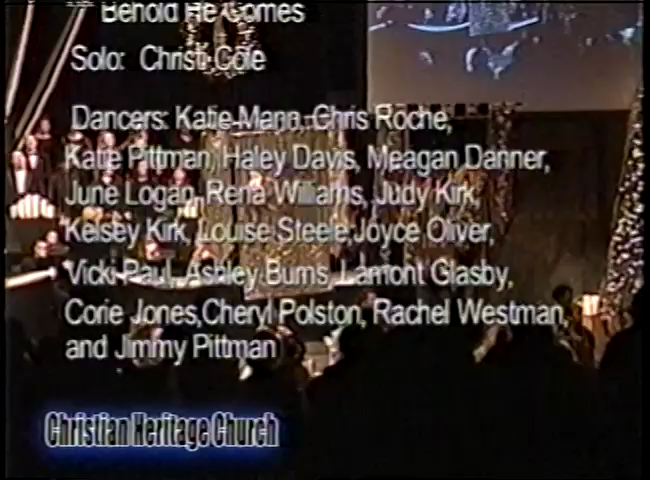 Behold He Comes
Solo: Christi Cole
Dancers: Katie Mann, Chris Roche,
Katie Pittman, Haley Davis, Meagan Danner,
June Logan, Rena Williams, Judy Kirk,
Kelsey Kirk, Louise Steele,Joyce Oliver,
Vicki Paul, Ashley Burns, Lamont Glasby,
Corie Jones,Cheryl Polston, Rachel Westman,
and Jimmy Pittman
Christian Heritage Church